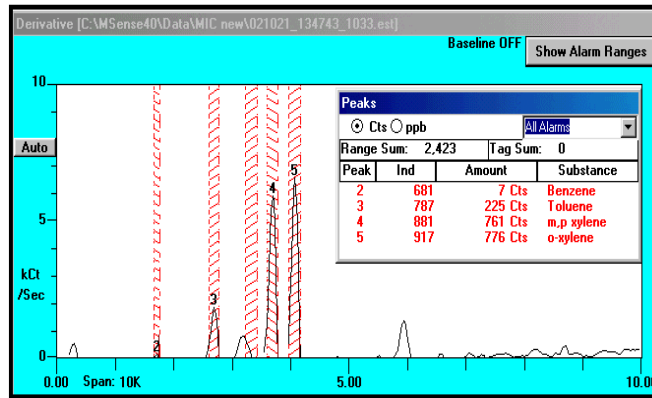 Derivative [C:\MSense40\Data\MIC new\021021_134743_1033.est]
Baseline OFF
Show Alarm Ranges
10
Auto
5
kCt
/Sec
0
2
3
4
5
Peaks
Cts ppb All Alarms
Range Sum: 2,423 Tag Sum: 0
Peak Ind Amount Substance
2 681 7 Cts Benzene
3 787 225 Cts Toluene
4 881 761 Cts m,p xylene
5 917 776 Cts o-xylene
0.00 Span: 10K 5.00 10.00